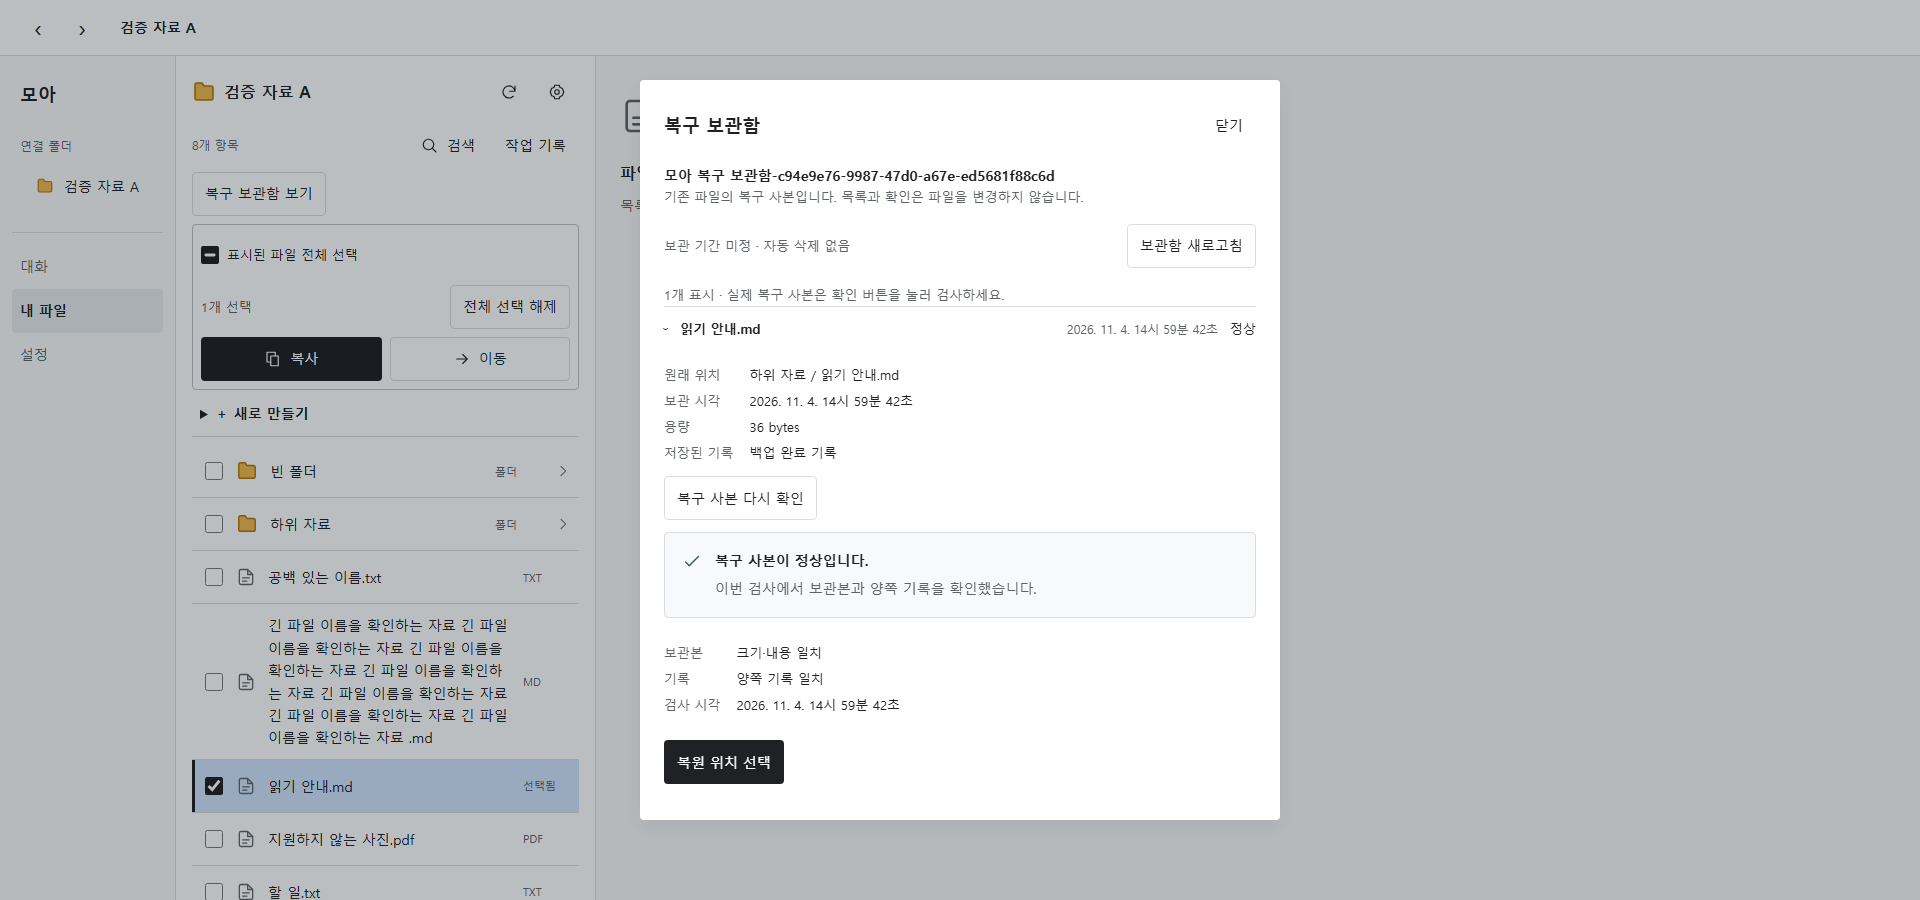 검증 자료 A
모아
연결 폴더
검증 자료 A
대화
내 파일
설정
검증 자료 A
8개 항목
검색
작업 기록
복구 보관함 보기
표시된 파일 전체 선택
1개 선택
전체 선택 해제
복사
이동
+ 새로 만들기
빈 폴더
폴더
하위 자료
폴더
공백 있는 이름.txt
TXT
긴 파일 이름을 확인하는 자료 긴 파일
이름을 확인하는 자료 긴 파일 이름을
확인하는 자료 긴 파일 이름을 확인하
는 자료 긴 파일 이름을 확인하는 자료
긴 파일 이름을 확인하는 자료 긴 파일
이름을 확인하는 자료 .md
MD
읽기 안내.md
선택됨
지원하지 않는 사진.pdf
PDF
할 일.txt
TXT
목록
복구 보관함
닫기
모아 복구 보관함-c94e9e76-9987-47d0-a67e-ed5681f88c6d
기존 파일의 복구 사본입니다. 목록과 확인은 파일을 변경하지 않습니다.
보관 기간 미정 · 자동 삭제 없음
보관함 새로고침
1개 표시 · 실제 복구 사본은 확인 버튼을 눌러 검사하세요.
읽기 안내.md
2026. 11. 4. 14시 59분 42초
정상
원래 위치
하위 자료 / 읽기 안내.md
보관 시각
2026. 11. 4. 14시 59분 42초
용량
36 bytes
저장된 기록
백업 완료 기록
복구 사본 다시 확인
복구 사본이 정상입니다.
이번 검사에서 보관본과 양쪽 기록을 확인했습니다.
보관본
크기·내용 일치
기록
양쪽 기록 일치
검사 시각
2026. 11. 4. 14시 59분 42초
복원 위치 선택